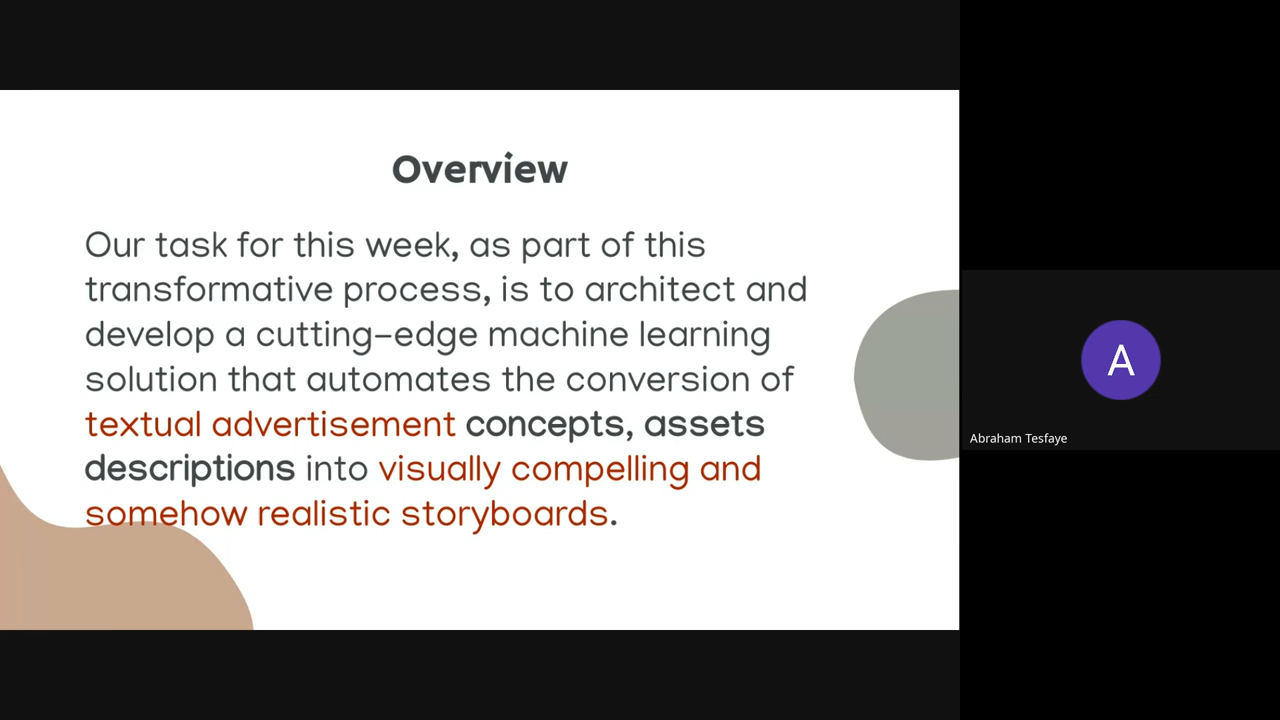 Overview
Our task for this week, as part of this
transformative process, is to architect and
develop a cutting-edge machine learning
solution that automates the conversion of
textual advertisement concepts, assets
descriptions into visually compelling and
somehow realistic storyboards.
A
Abraham Tesfaye